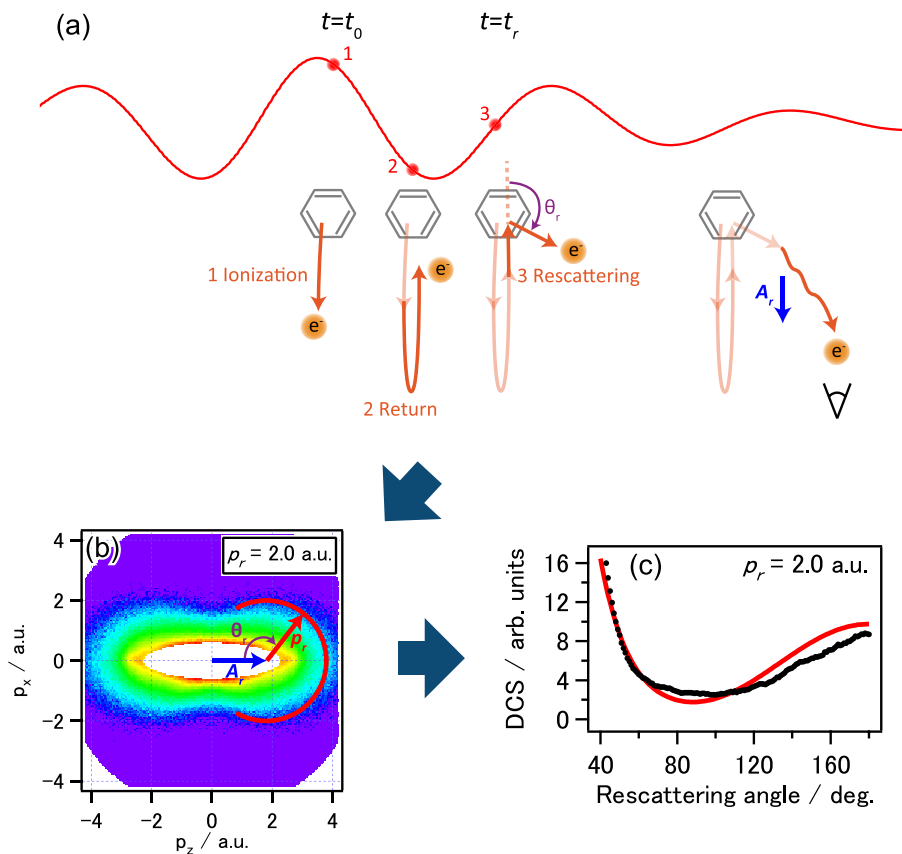 (a)
t=t0
t=tr
1
2
3
θr
e-
1 Ionization
e-
e-
3 Rescattering
Ar
e-
2 Return
(b)
pr = 2.0 a.u.
4
2
0
-2
-4
px / a.u.
θr
pr
Ar
-4
-2
0
2
4
pz / a.u.
(c)
pr = 2.0 a.u.
16
12
8
4
0
DCS / arb. units
40
80
120
160
Rescattering angle / deg.